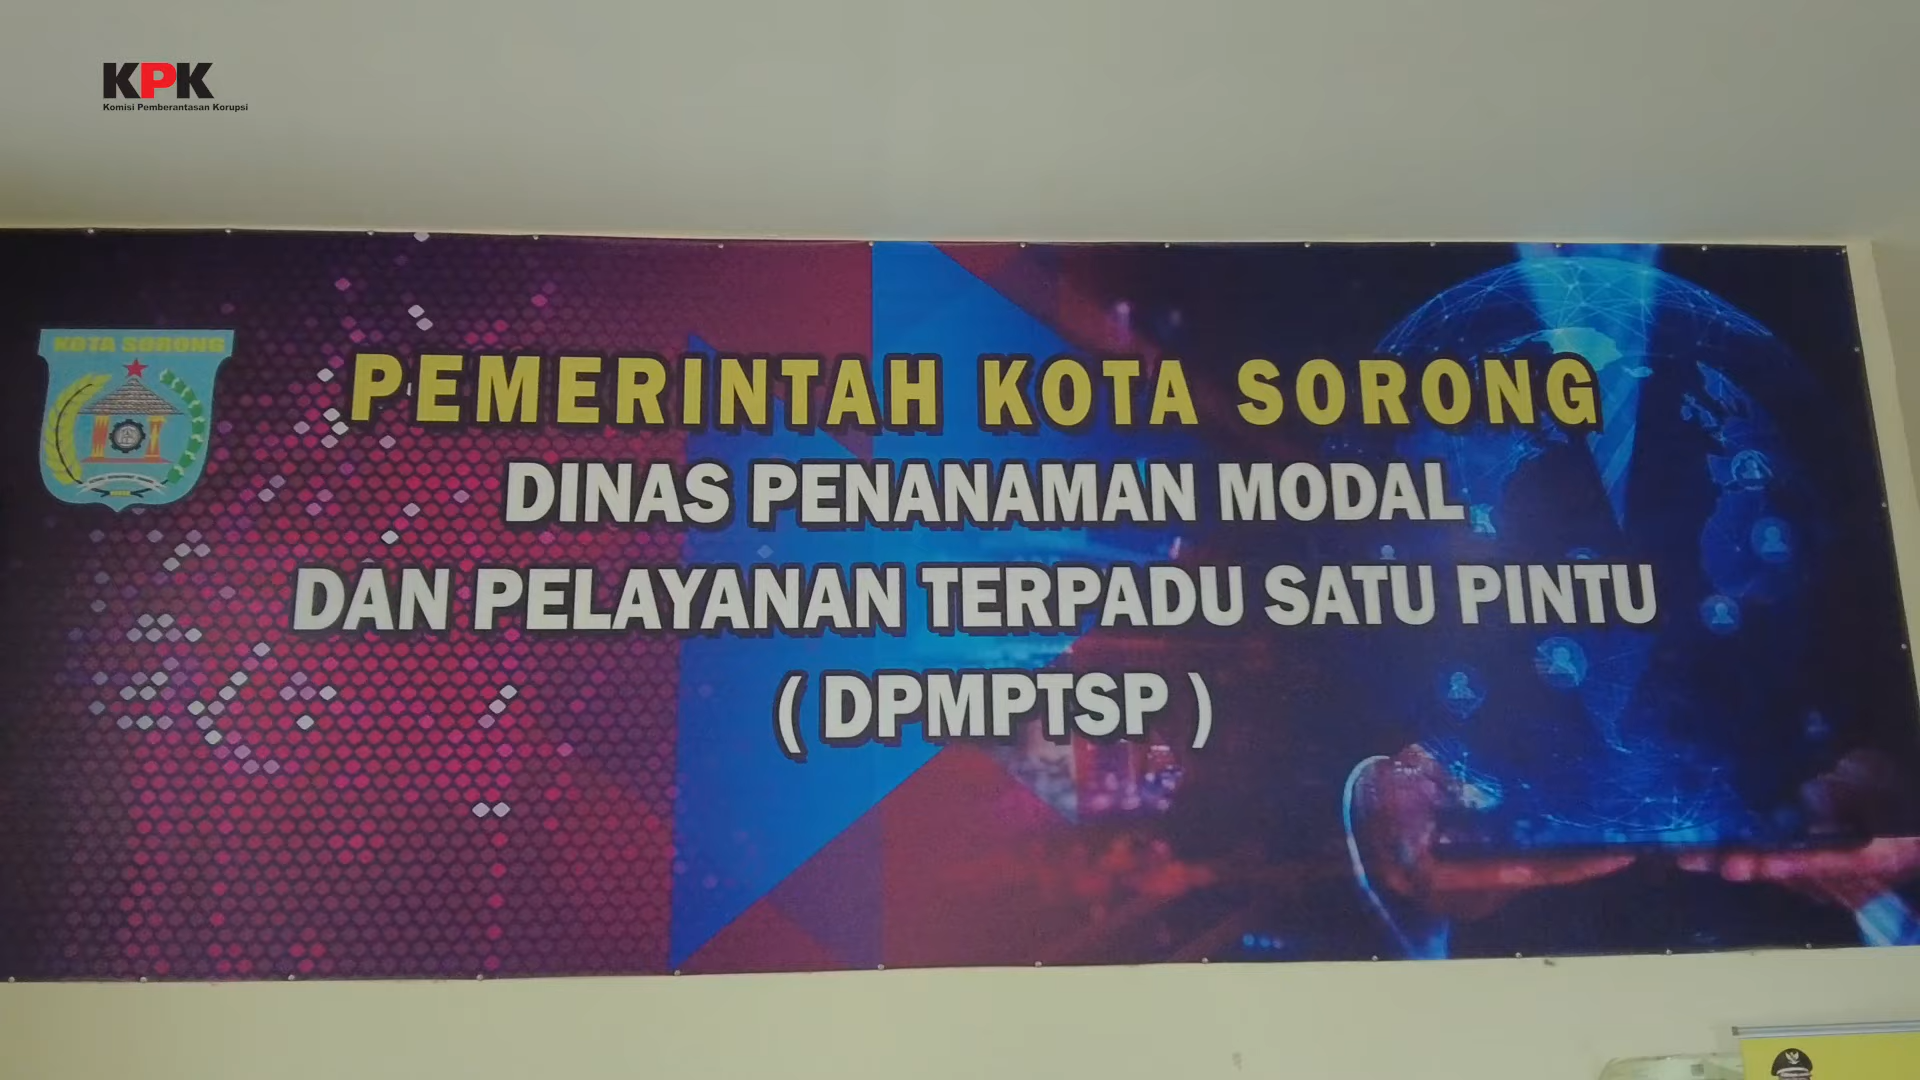 KPK
Komisi Pemberantasan Korupsi
KOTA SORONG
PEMERINTAH KOTA SORONG
DINAS PENANAMAN MODAL
DAN PELAYANAN TERPADU SATU PINTU
( DPMPTSP )